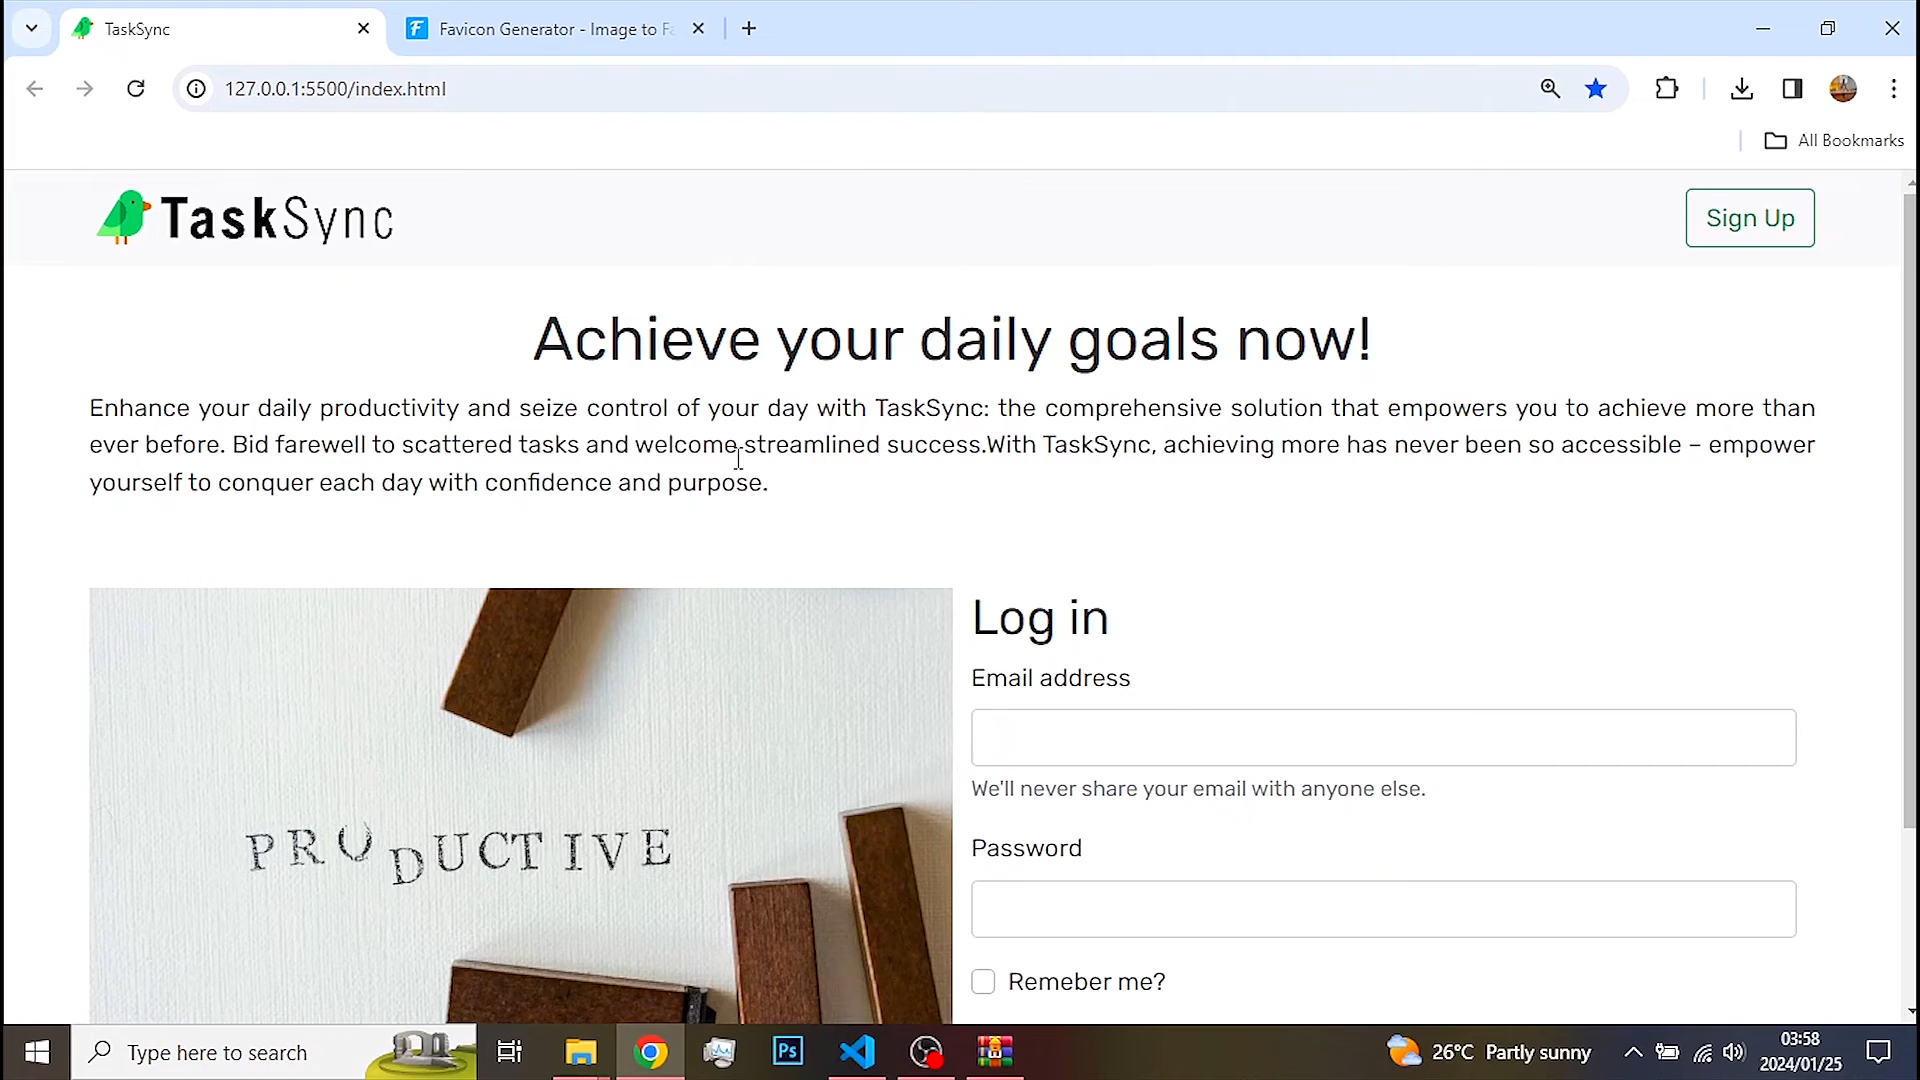 TaskSync
Favicon Generator - Image to Fa
127.0.0.1:5500/index.html
All Bookmarks
TaskSync
Sign Up
Achieve your daily goals now!
Enhance your daily productivity and seize control of your day with TaskSync: the comprehensive solution that empowers you to achieve more than
ever before. Bid farewell to scattered tasks and welcome streamlined success.With TaskSync, achieving more has never been so accessible – empower
yourself to conquer each day with confidence and purpose.
PRODUCTIVE
Log in
Email address
We'll never share your email with anyone else.
Password
Remeber me?
Type here to search
Ps
26°C Partly sunny
03:58
2024/01/25